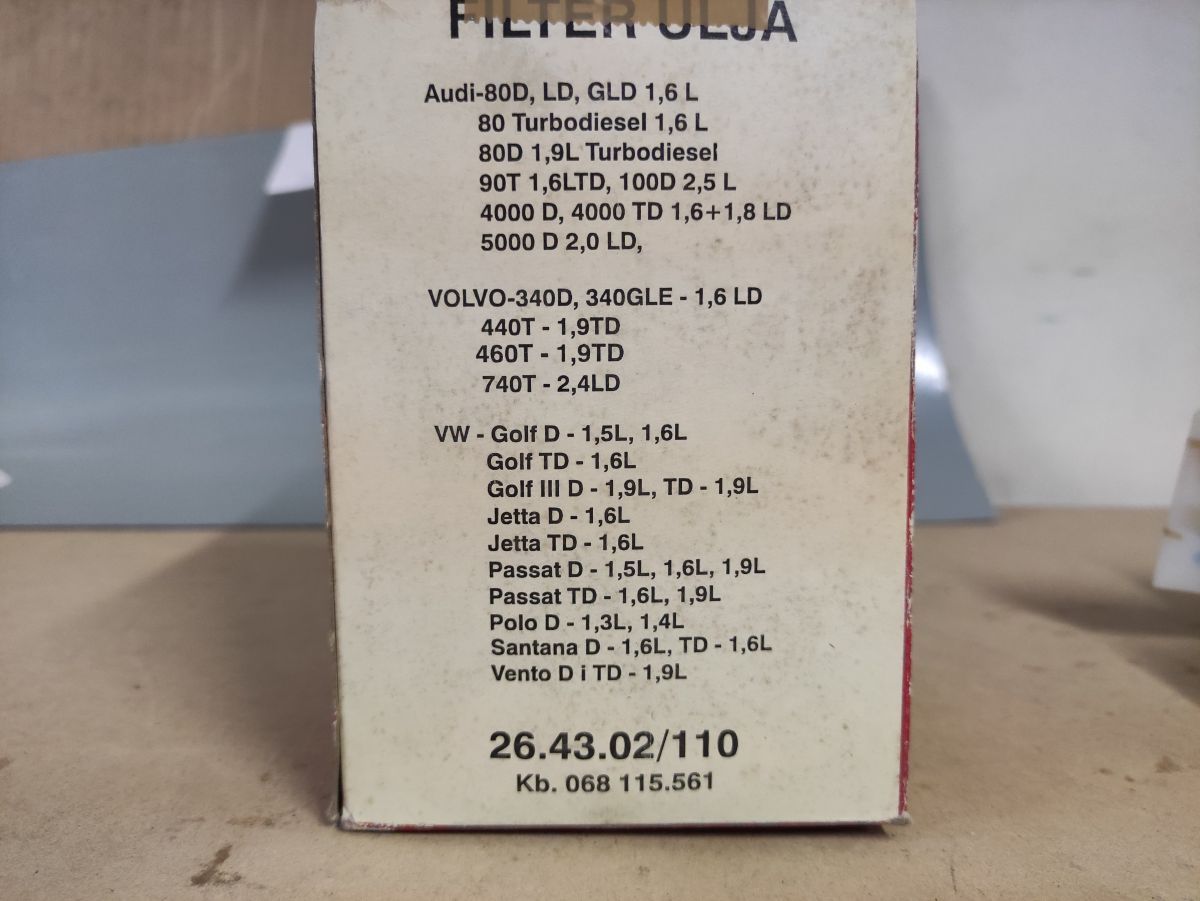 FILTER ULJA
Audi-80D, LD, GLD 1,6 L
80 Turbodiesel 1,6 L
80D 1,9L Turbodiesel
90T 1,6LTD, 100D 2,5 L
4000 D, 4000 TD 1,6+1,8 LD
5000 D 2,0 LD,
VOLVO-340D, 340GLE - 1,6 LD
440T - 1,9TD
460T - 1,9TD
740T - 2,4LD
VW - Golf D - 1,5L, 1,6L
Golf TD - 1,6L
Golf III D - 1,9L, TD - 1,9L
Jetta D - 1,6L
Jetta TD - 1,6L
Passat D - 1,5L, 1,6L, 1,9L
Passat TD - 1,6L, 1,9L
Polo D - 1,3L, 1,4L
Santana D - 1,6L, TD - 1,6L
Vento D i TD - 1,9L
26.43.02/110
Kb. 068 115.561